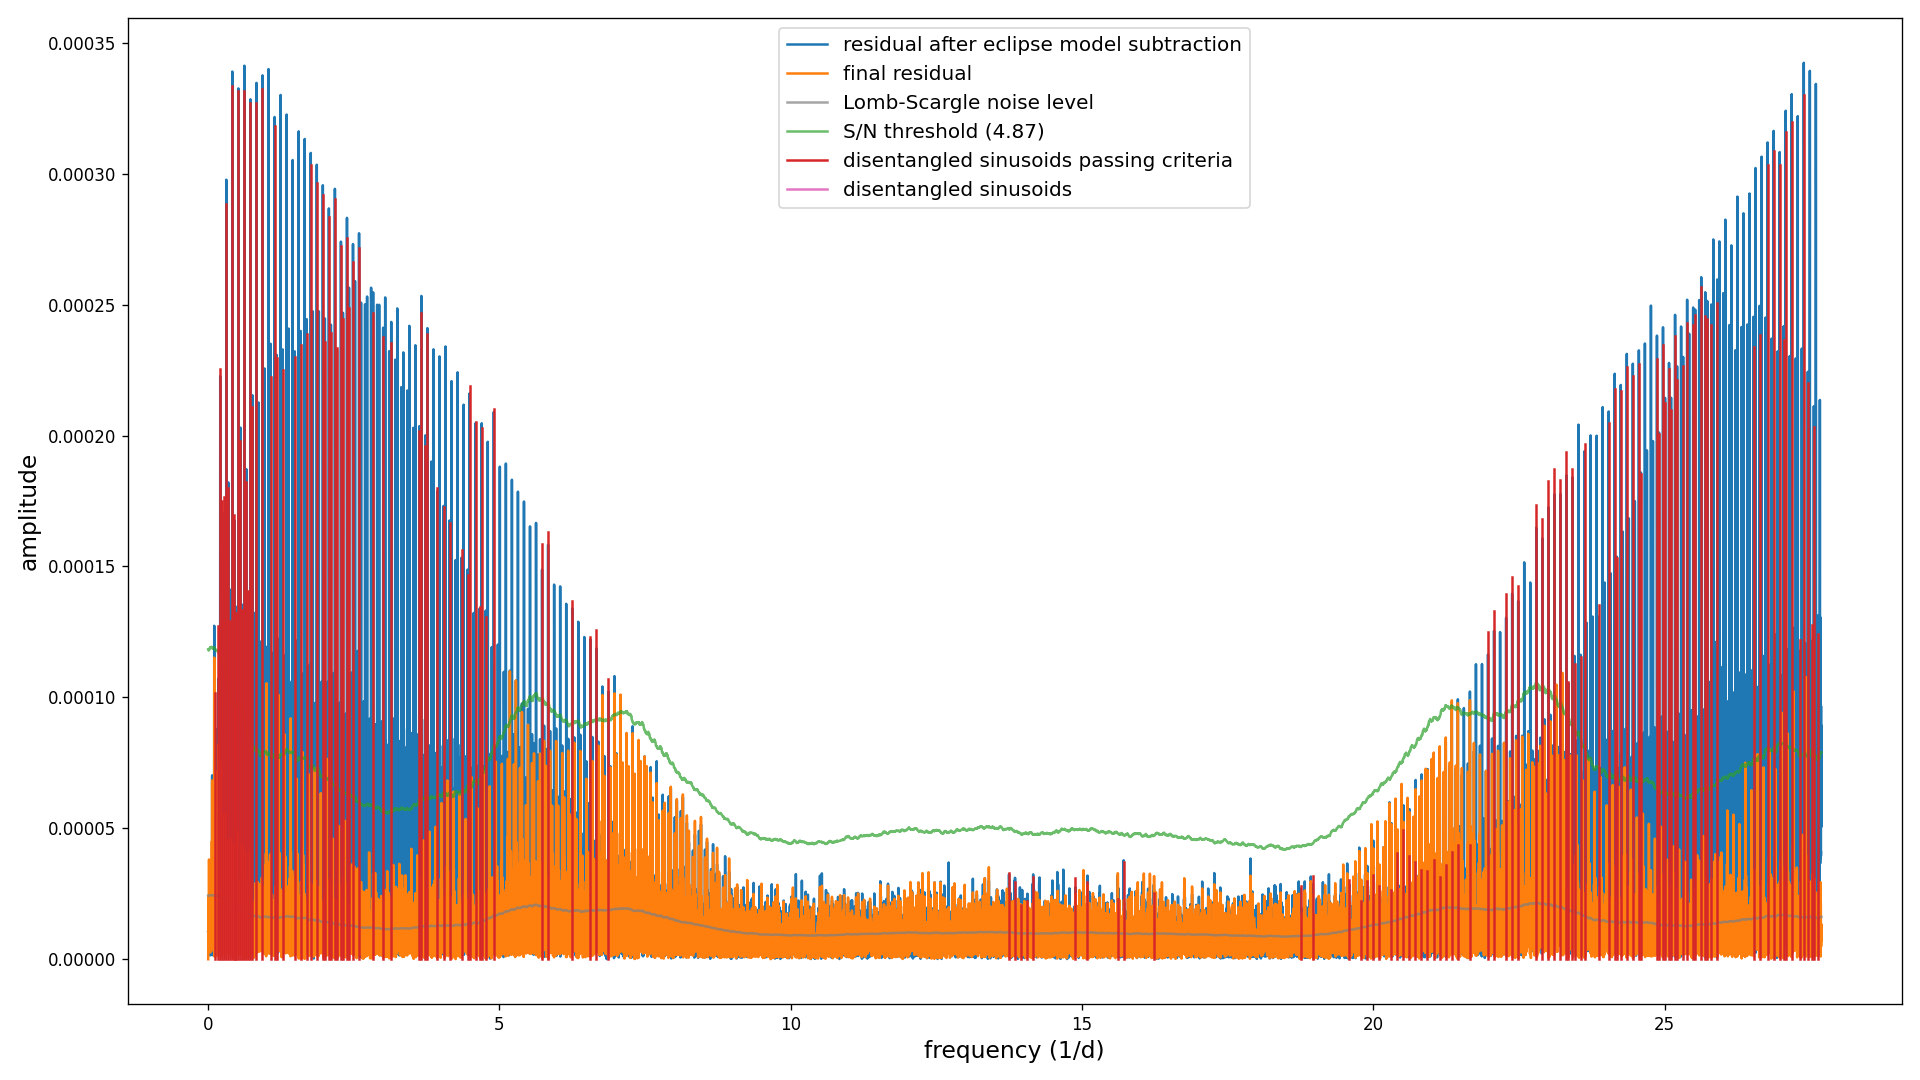 residual after eclipse model subtraction
final residual
Lomb-Scargle noise level
S/N threshold (4.87)
disentangled sinusoids passing criteria
disentangled sinusoids
amplitude
0.00035
0.00030
0.00025
0.00020
0.00015
0.00010
0.00005
0.00000
0 5 10 15 20 25
frequency (1/d)